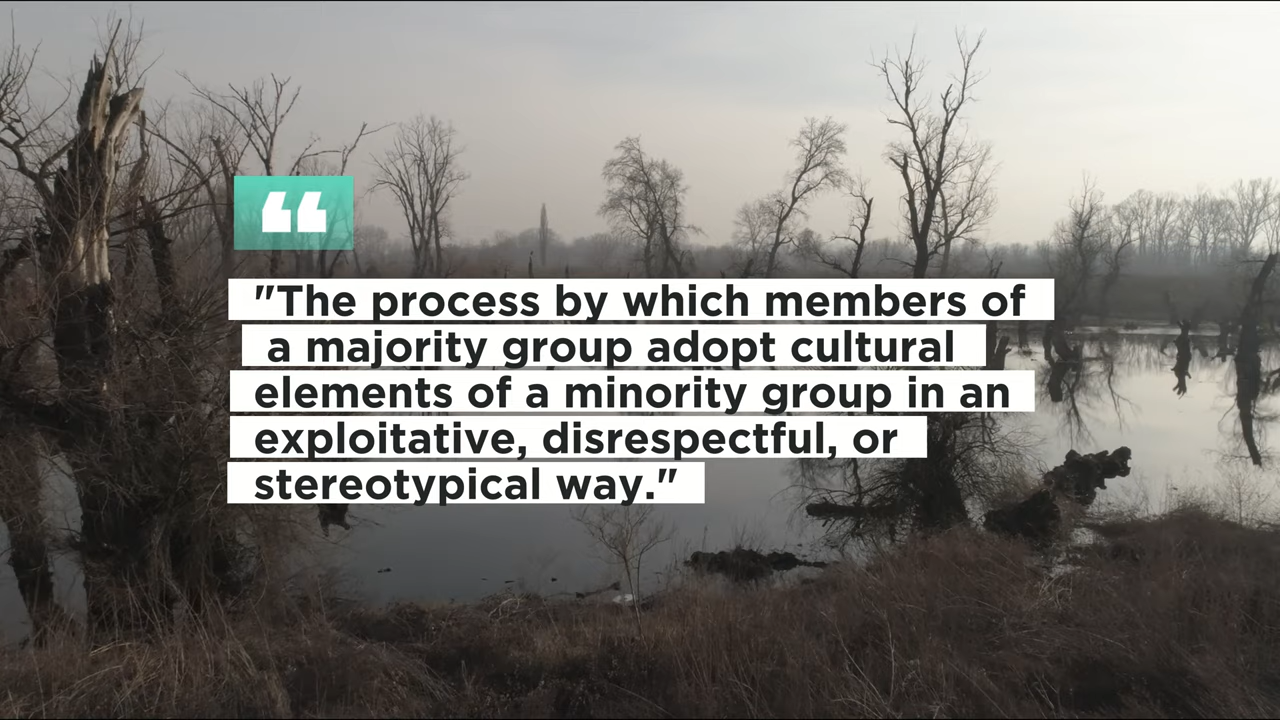 "The process by which members of
a majority group adopt cultural
elements of a minority group in an
exploitative, disrespectful, or
stereotypical way."